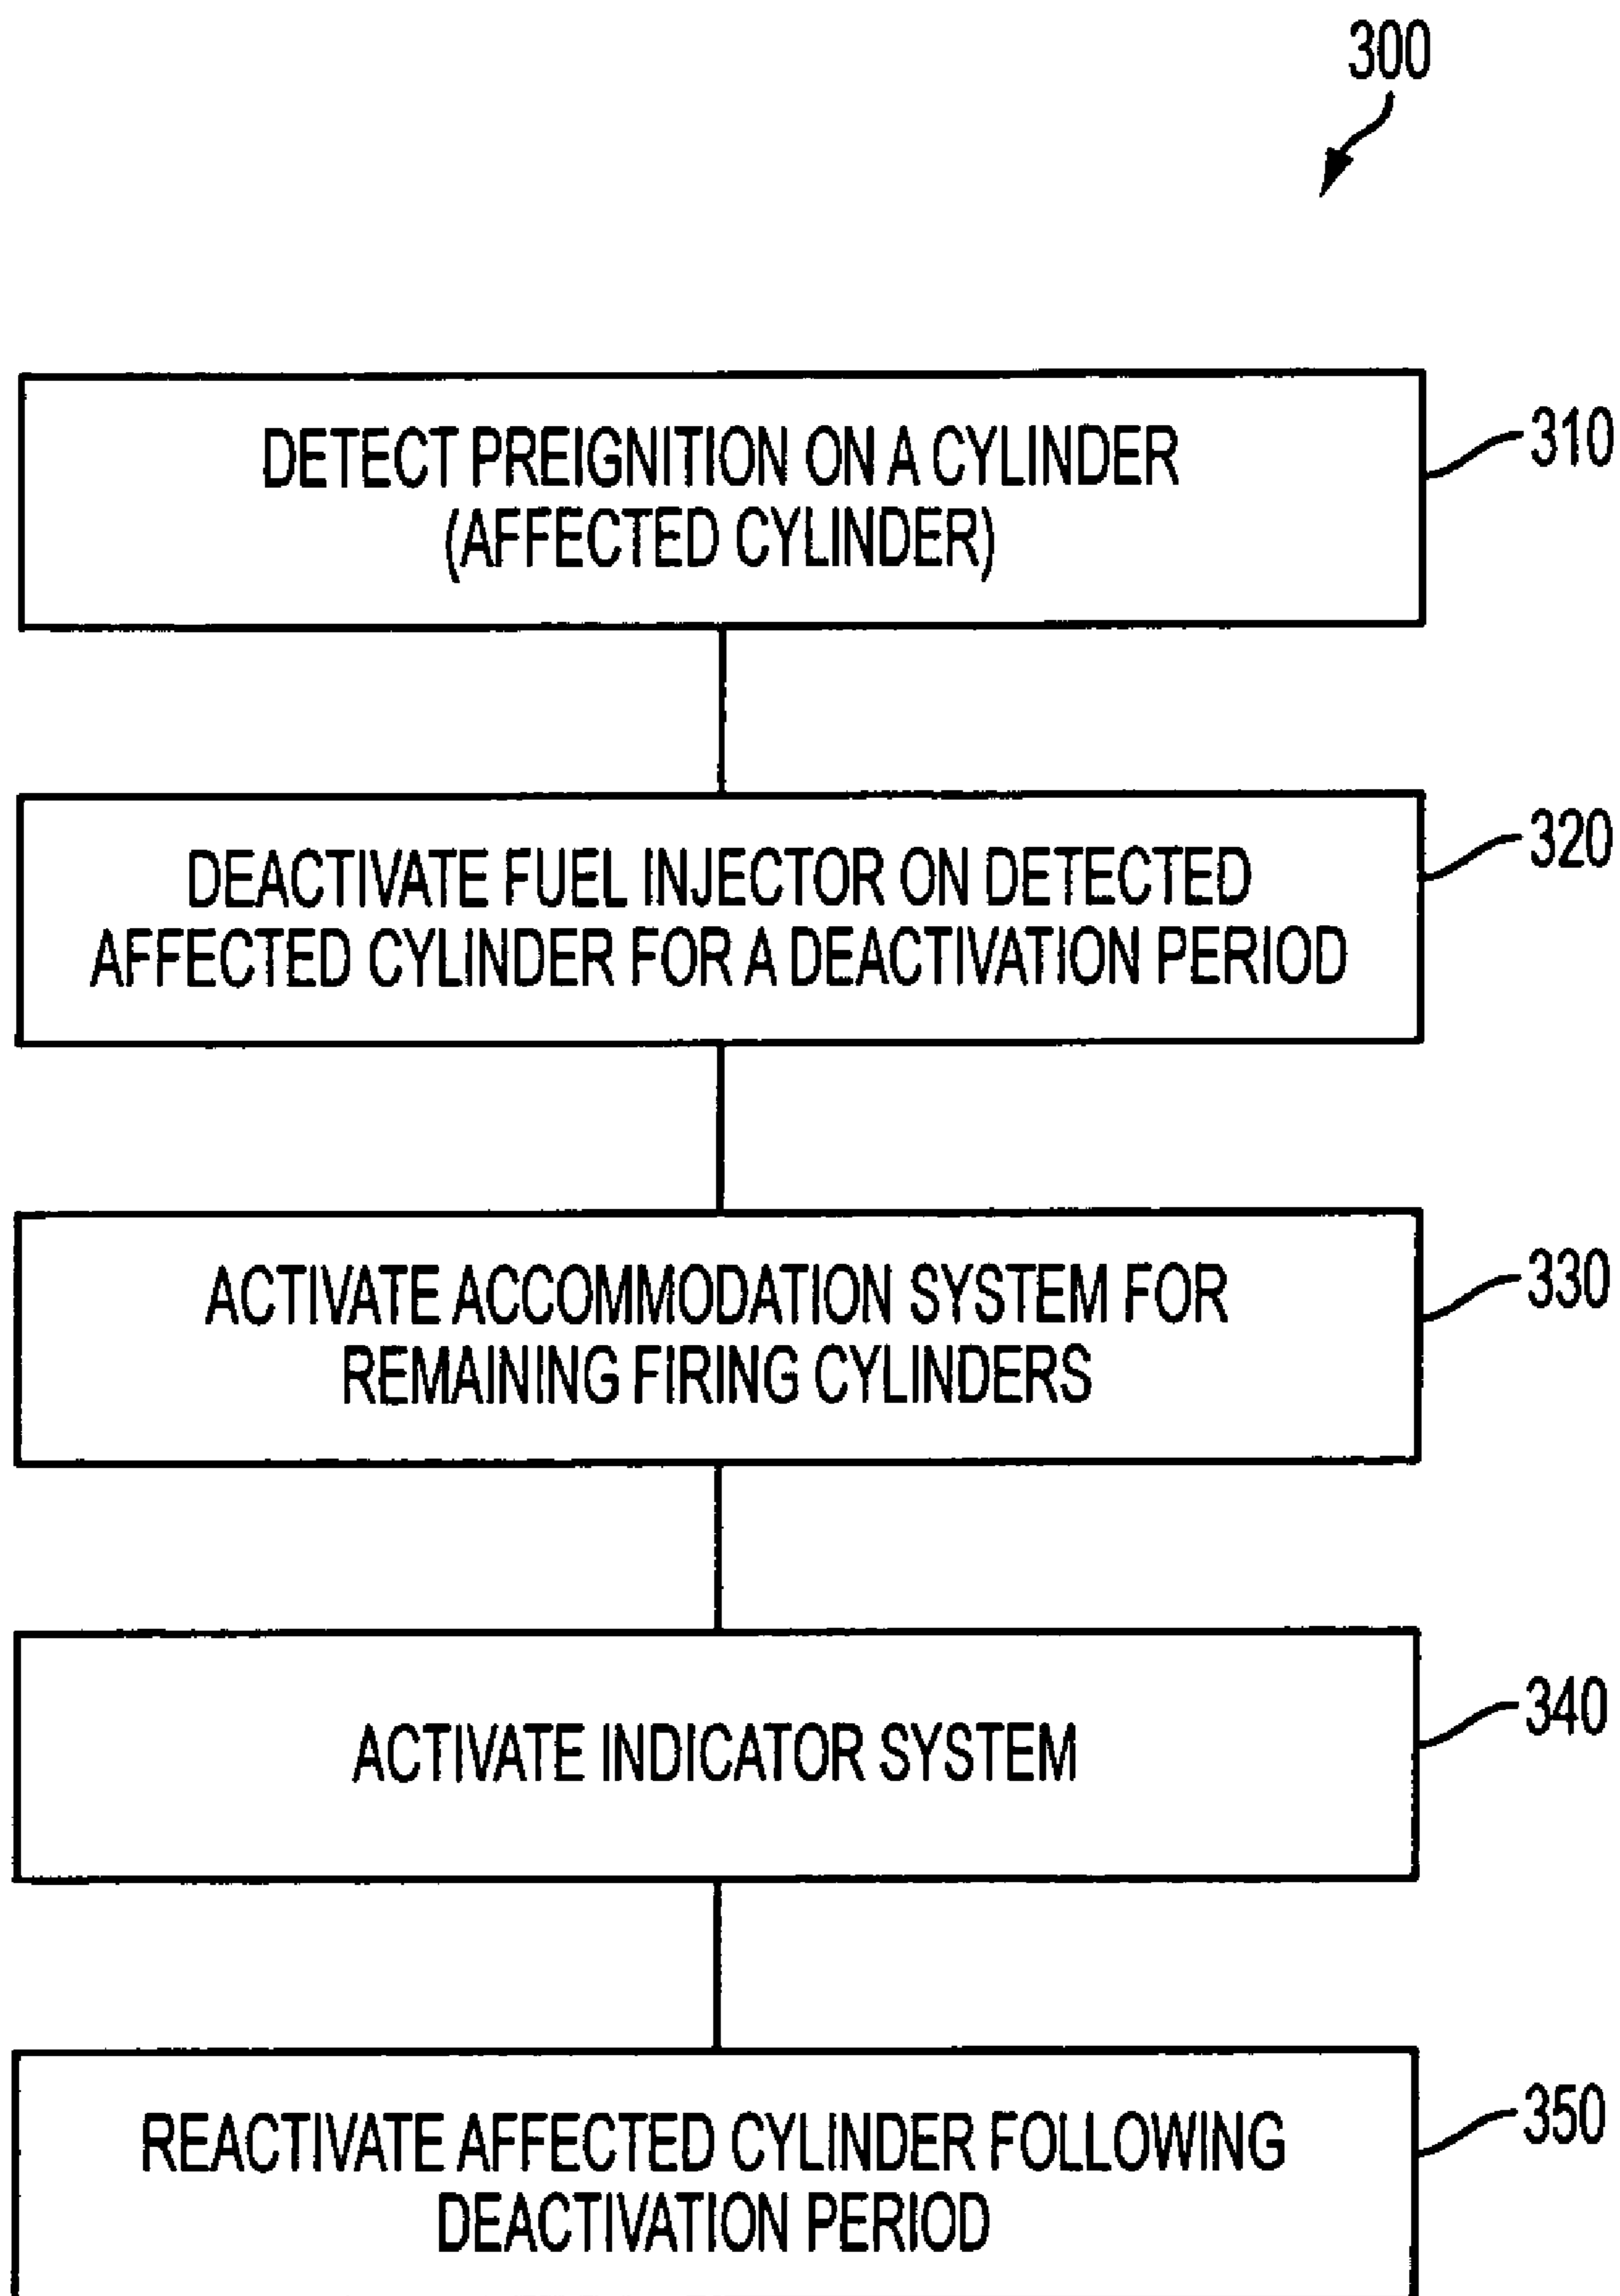 300
DETECT PREIGNITION ON A CYLINDER
(AFFECTED CYLINDER)
310
DEACTIVATE FUEL INJECTOR ON DETECTED
AFFECTED CYLINDER FOR A DEACTIVATION PERIOD
320
ACTIVATE ACCOMMODATION SYSTEM FOR
REMAINING FIRING CYLINDERS
330
ACTIVATE INDICATOR SYSTEM
340
REACTIVATE AFFECTED CYLINDER FOLLOWING
DEACTIVATION PERIOD
350